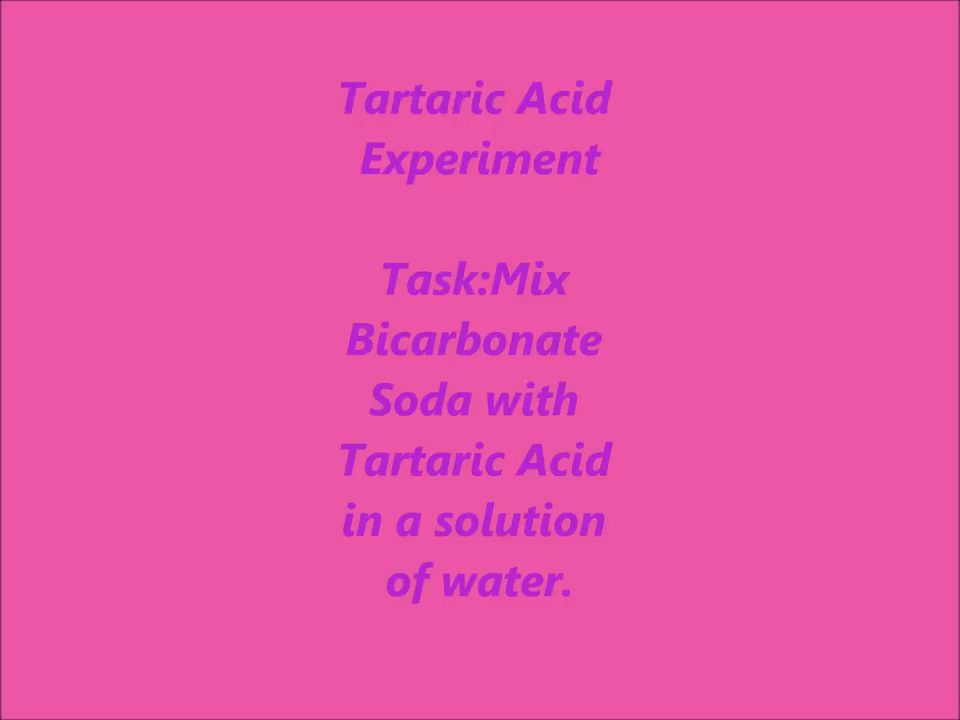 Tartaric Acid
Experiment
Task:Mix
Bicarbonate
Soda with
Tartaric Acid
in a solution
of water.